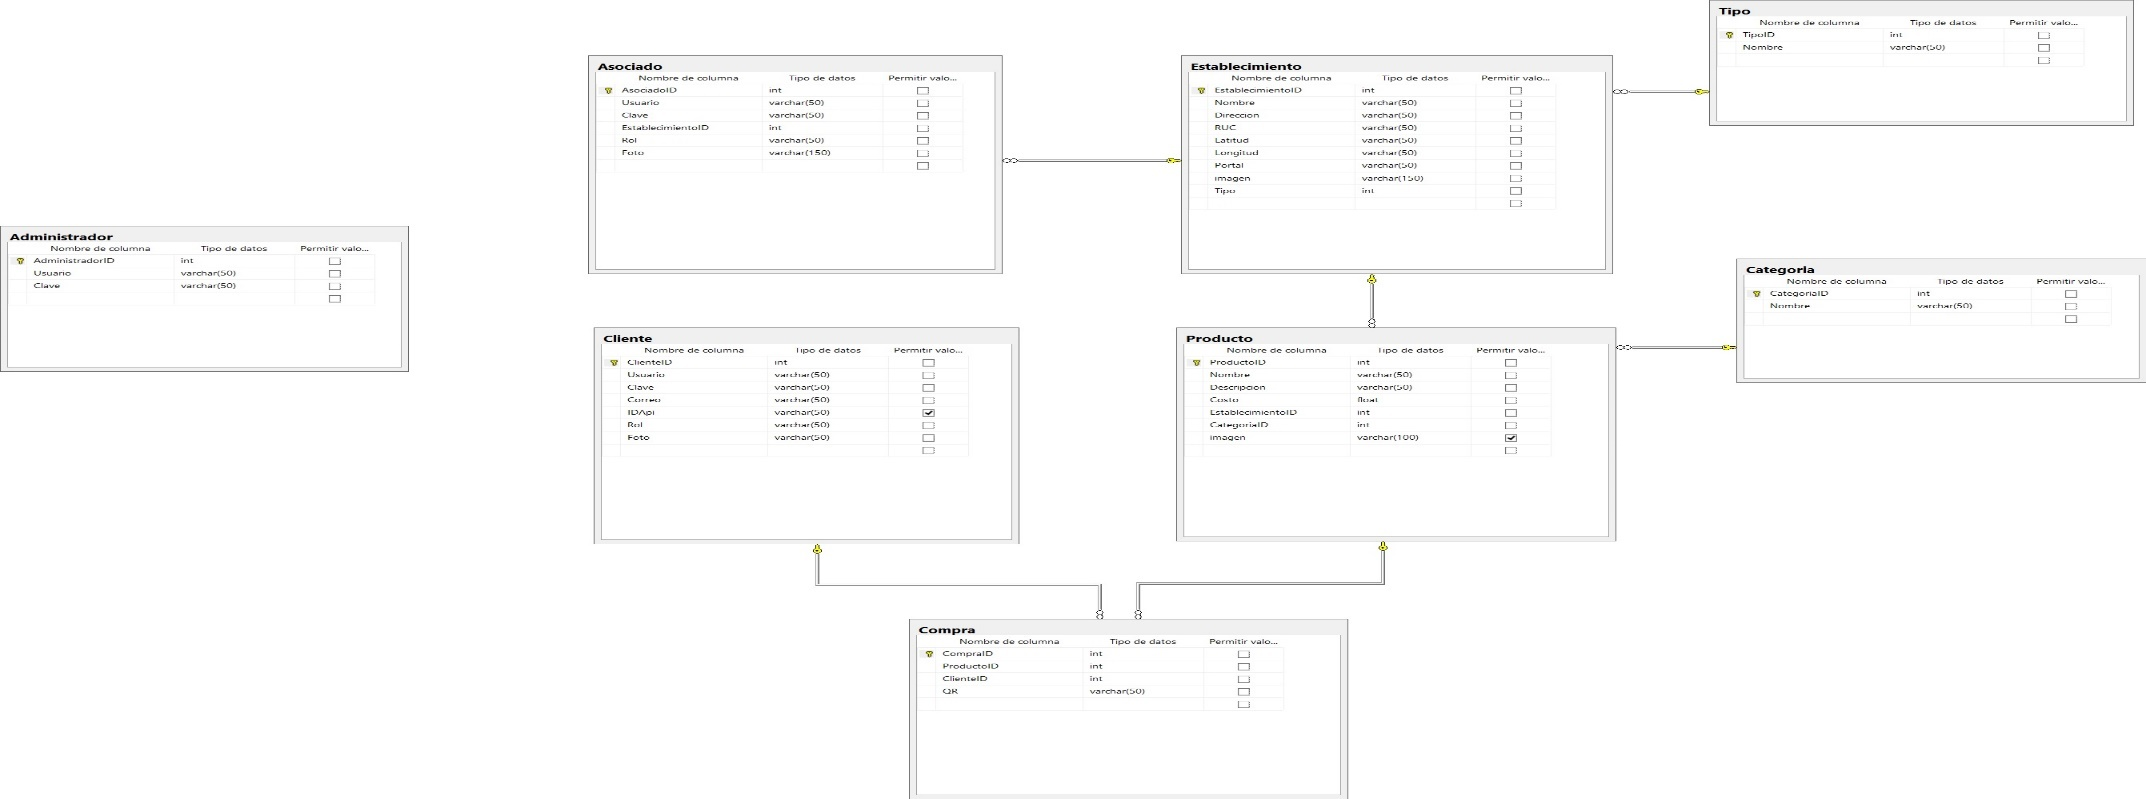 Tipo
Nombre de columna Tipo de datos Permitir valo...
TipoID int
Nombre varchar(50)
Asociado
Nombre de columna Tipo de datos Permitir valo...
AsociadoID int
Usuario varchar(50)
Clave varchar(50)
EstablecimientoID int
Rol varchar(50)
Foto varchar(150)
Establecimiento
Nombre de columna Tipo de datos Permitir valo...
EstablecimientoID int
Nombre varchar(50)
Direccion varchar(50)
RUC varchar(50)
Latitud varchar(50)
Longitud varchar(50)
Portal varchar(50)
imagen varchar(150)
Tipo int
Administrador
Nombre de columna Tipo de datos Permitir valo...
AdministradorID int
Usuario varchar(50)
Clave varchar(50)
Categoria
Nombre de columna Tipo de datos Permitir valo...
CategoriaID int
Nombre varchar(50)
Cliente
Nombre de columna Tipo de datos Permitir valo...
ClienteID int
Usuario varchar(50)
Clave varchar(50)
Correo varchar(50)
IDApi varchar(50)
Rol varchar(50)
Foto varchar(50)
Producto
Nombre de columna Tipo de datos Permitir valo...
ProductoID int
Nombre varchar(50)
Descripcion varchar(50)
Costo float
EstablecimientoID int
CategoriaID int
imagen varchar(100)
Compra
Nombre de columna Tipo de datos Permitir valo...
CompraID int
ProductoID int
ClienteID int
QR varchar(50)